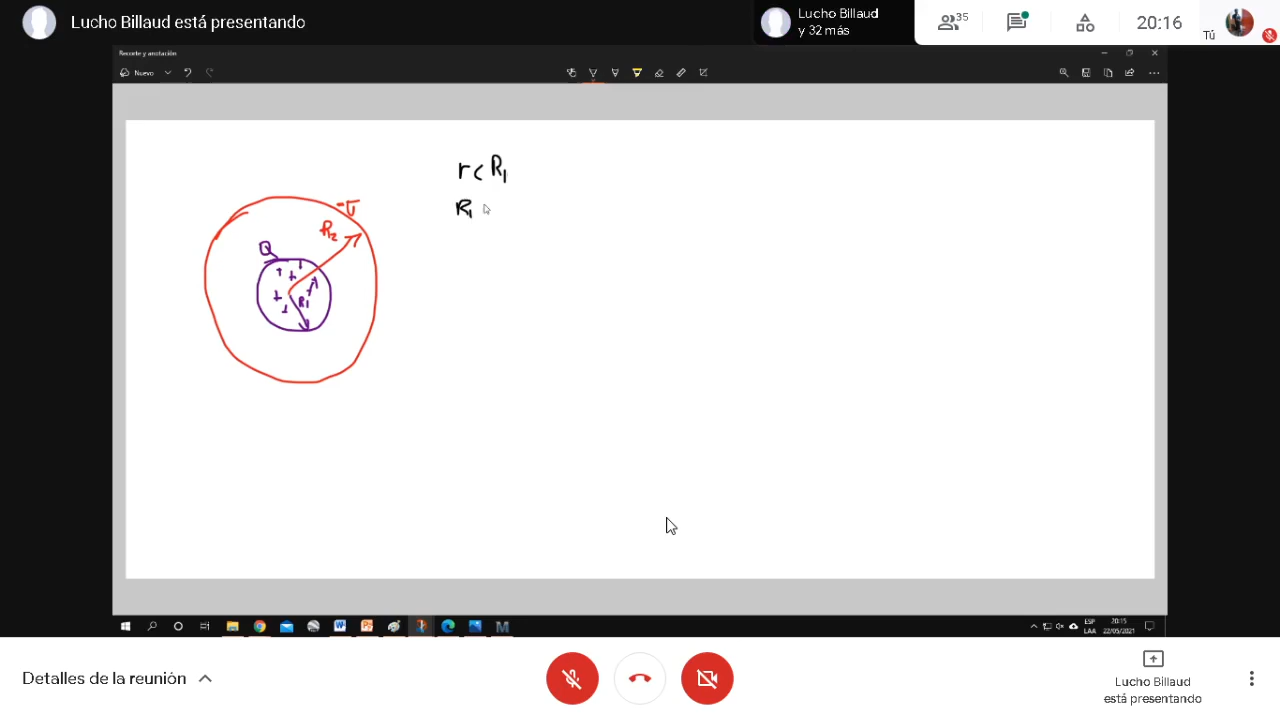 Lucho Billaud está presentando
Lucho Billaud
y 32 más
35
20:16
Tú
Recorte y anotación
Nuevo
r < R1
R1
-σ
R2
Q
R1
ESP
LAA
20:15
22/05/2021
Detalles de la reunión
Lucho Billaud
está presentando